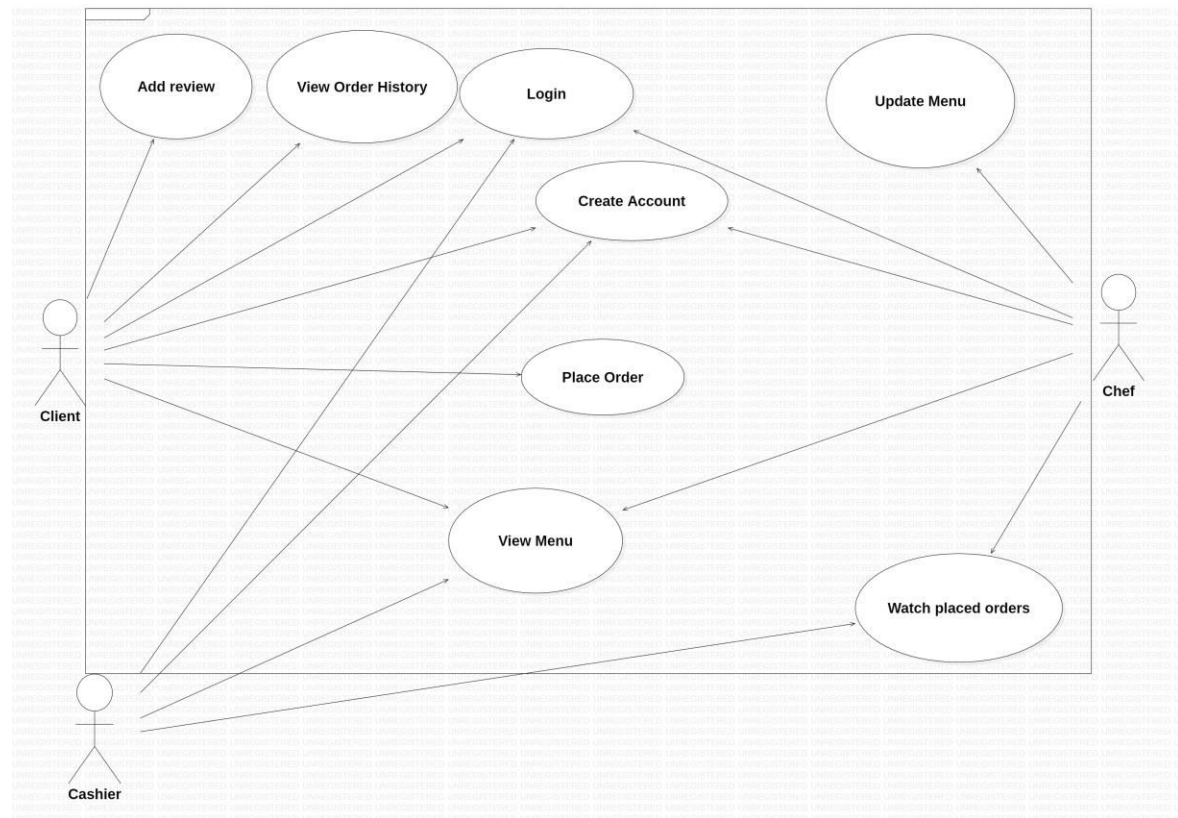 Add review
View Order History
Login
Update Menu
Create Account
Client
Place Order
Chef
View Menu
Watch placed orders
Cashier
UNREGISTERED